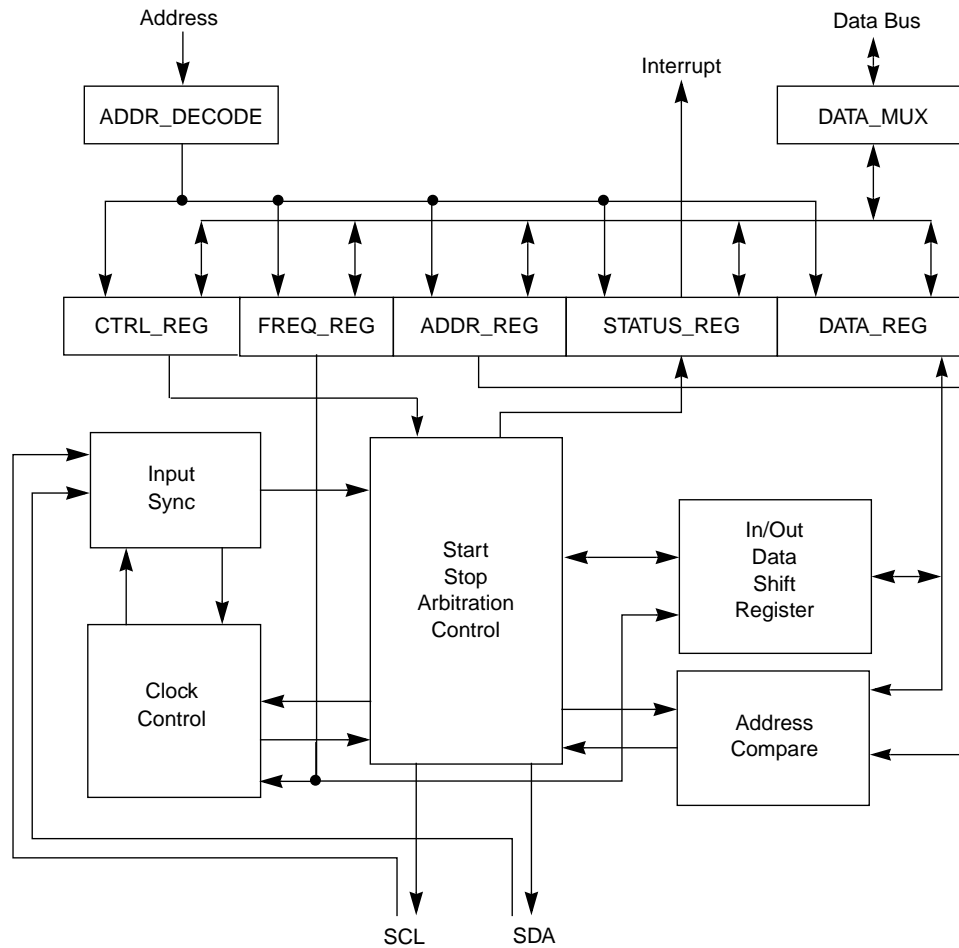 Address
Data Bus
Interrupt
ADDR_DECODE
DATA_MUX
CTRL_REG
FREQ_REG
ADDR_REG
STATUS_REG
DATA_REG
Input
Sync
Start
Stop
Arbitration
Control
In/Out
Data
Shift
Register
Clock
Control
Address
Compare
SCL
SDA